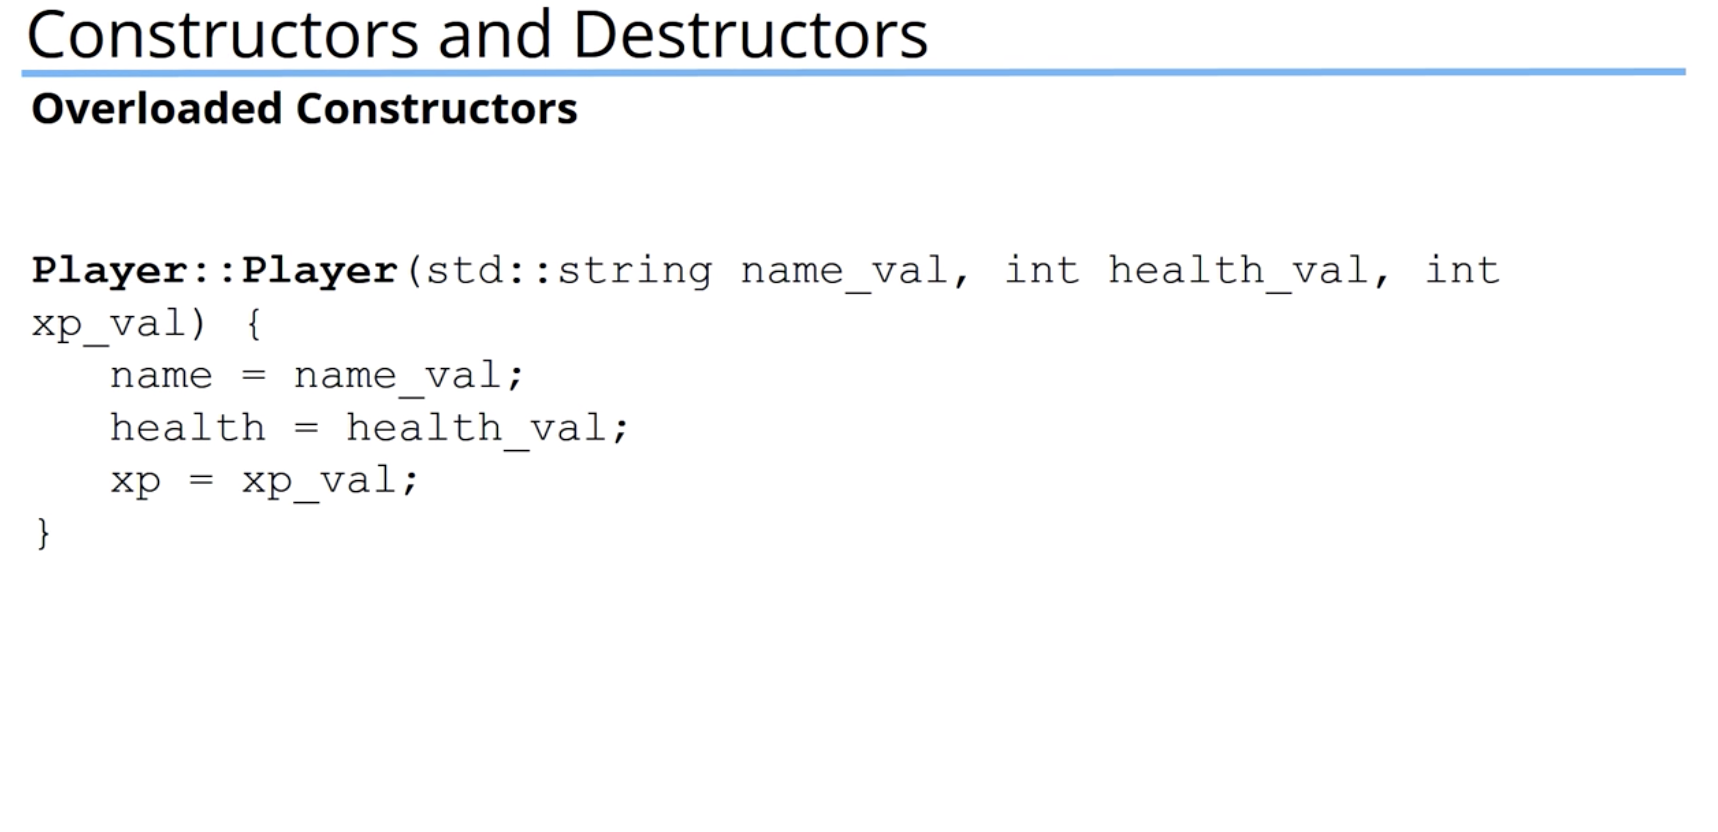 Constructors and Destructors
Overloaded Constructors
Player::Player(std::string name_val, int health_val, int
xp_val) {
   name = name_val;
   health = health_val;
   xp = xp_val;
}